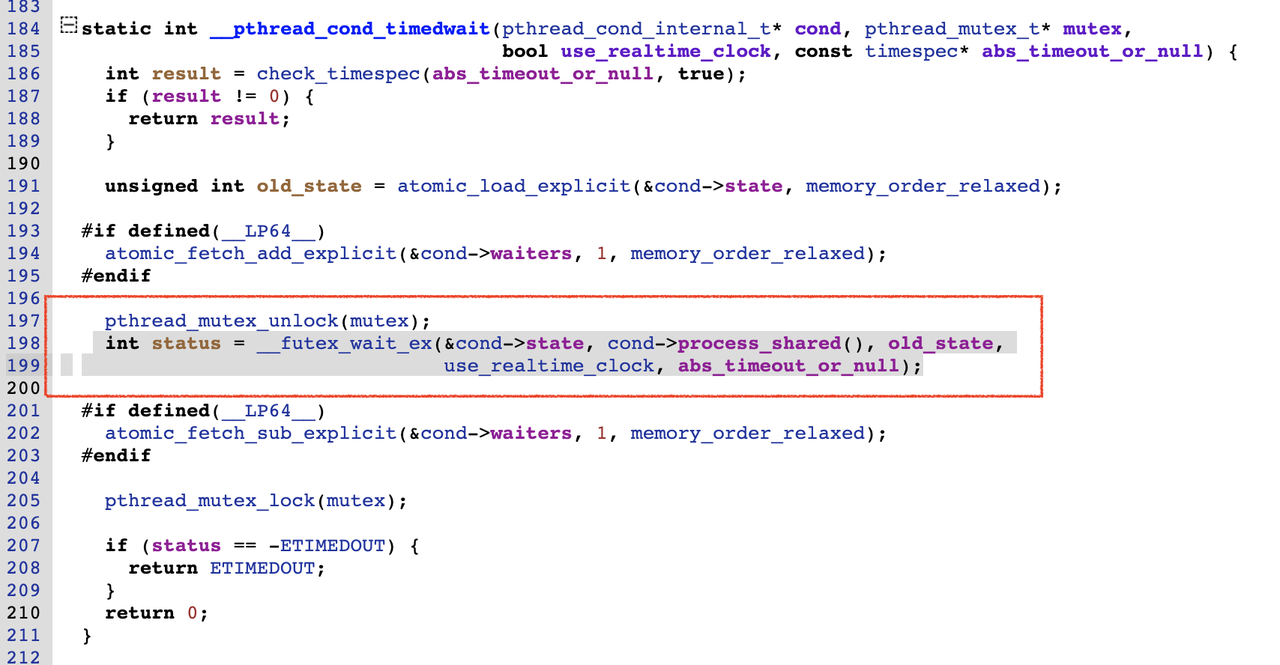 183
184 static int __pthread_cond_timedwait(pthread_cond_internal_t* cond, pthread_mutex_t* mutex,
185                                     bool use_realtime_clock, const timespec* abs_timeout_or_null) {
186   int result = check_timespec(abs_timeout_or_null, true);
187   if (result != 0) {
188     return result;
189   }
190
191   unsigned int old_state = atomic_load_explicit(&cond->state, memory_order_relaxed);
192
193 #if defined(__LP64__)
194   atomic_fetch_add_explicit(&cond->waiters, 1, memory_order_relaxed);
195 #endif
196
197   pthread_mutex_unlock(mutex);
198   int status = __futex_wait_ex(&cond->state, cond->process_shared(), old_state,
199                                use_realtime_clock, abs_timeout_or_null);
200
201 #if defined(__LP64__)
202   atomic_fetch_sub_explicit(&cond->waiters, 1, memory_order_relaxed);
203 #endif
204
205   pthread_mutex_lock(mutex);
206
207   if (status == -ETIMEDOUT) {
208     return ETIMEDOUT;
209   }
210   return 0;
211 }
212